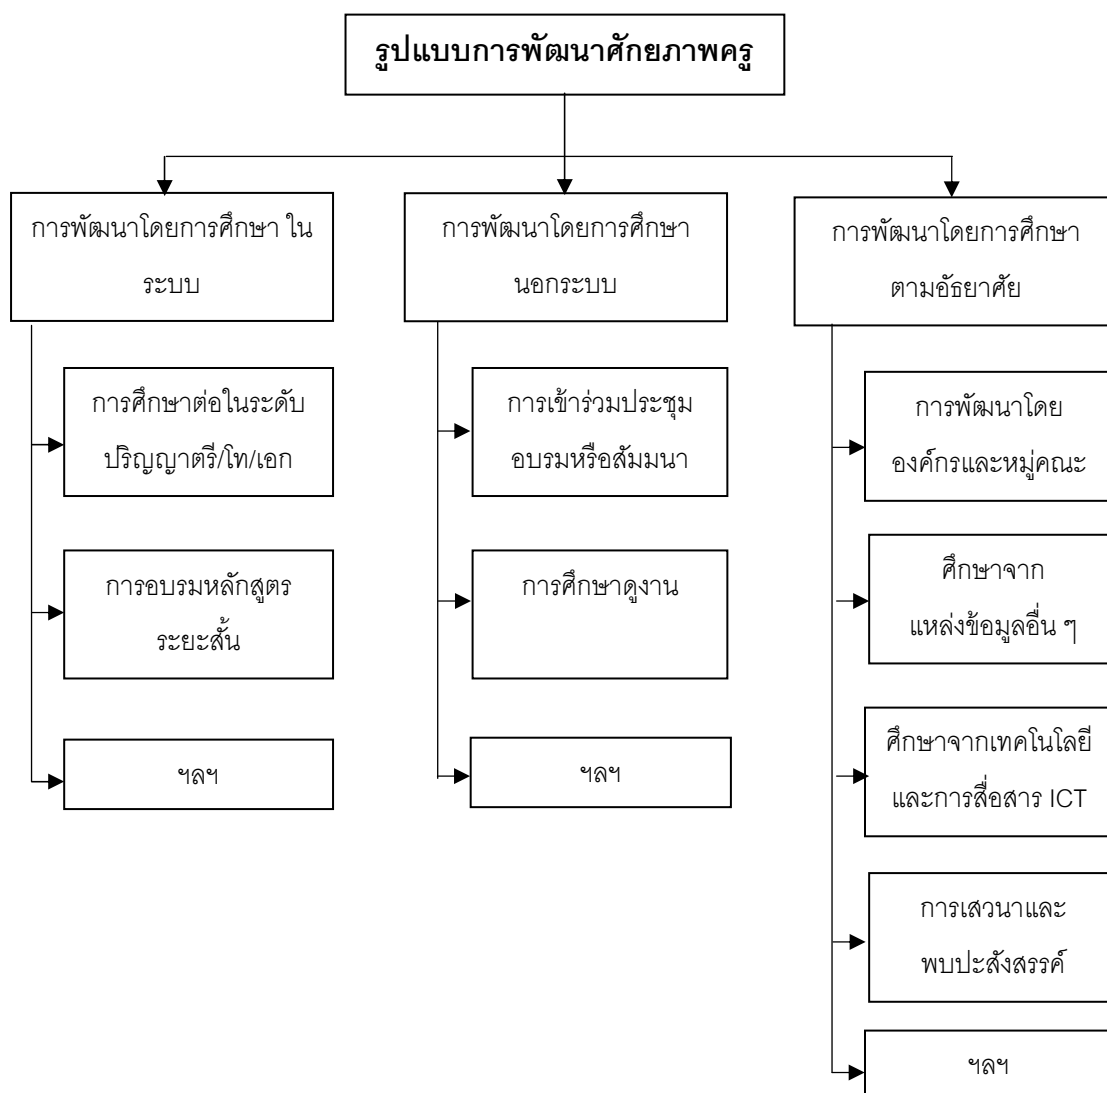 รูปแบบการพัฒนาศักยภาพครู
การพัฒนาโดยการศึกษา ใน
ระบบ
การศึกษาต่อในระดับ
ปริญญาตรี/โท/เอก
การอบรมหลักสูตร
ระยะสั้น
ฯลฯ
การพัฒนาโดยการศึกษา
นอกระบบ
การเข้าร่วมประชุม
อบรมหรือสัมมนา
การศึกษาดูงาน
ฯลฯ
การพัฒนาโดยการศึกษา
ตามอัธยาศัย
การพัฒนาโดย
องค์กรและหมู่คณะ
ศึกษาจาก
แหล่งข้อมูลอื่น ๆ
ศึกษาจากเทคโนโลยี
และการสื่อสาร ICT
การเสวนาและ
พบปะสังสรรค์
ฯลฯ